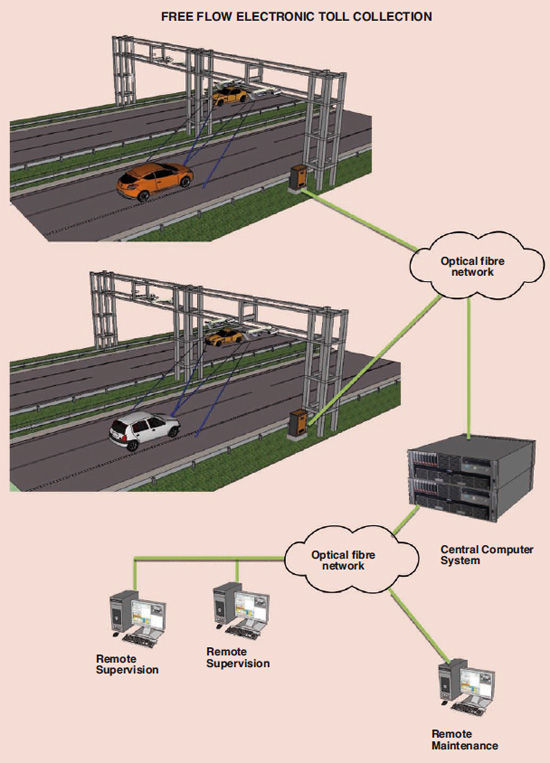 FREE FLOW ELECTRONIC TOLL COLLECTION
Optical fibre
network
Central Computer
System
Optical fibre
network
Remote
Supervision
Remote
Supervision
Remote
Maintenance